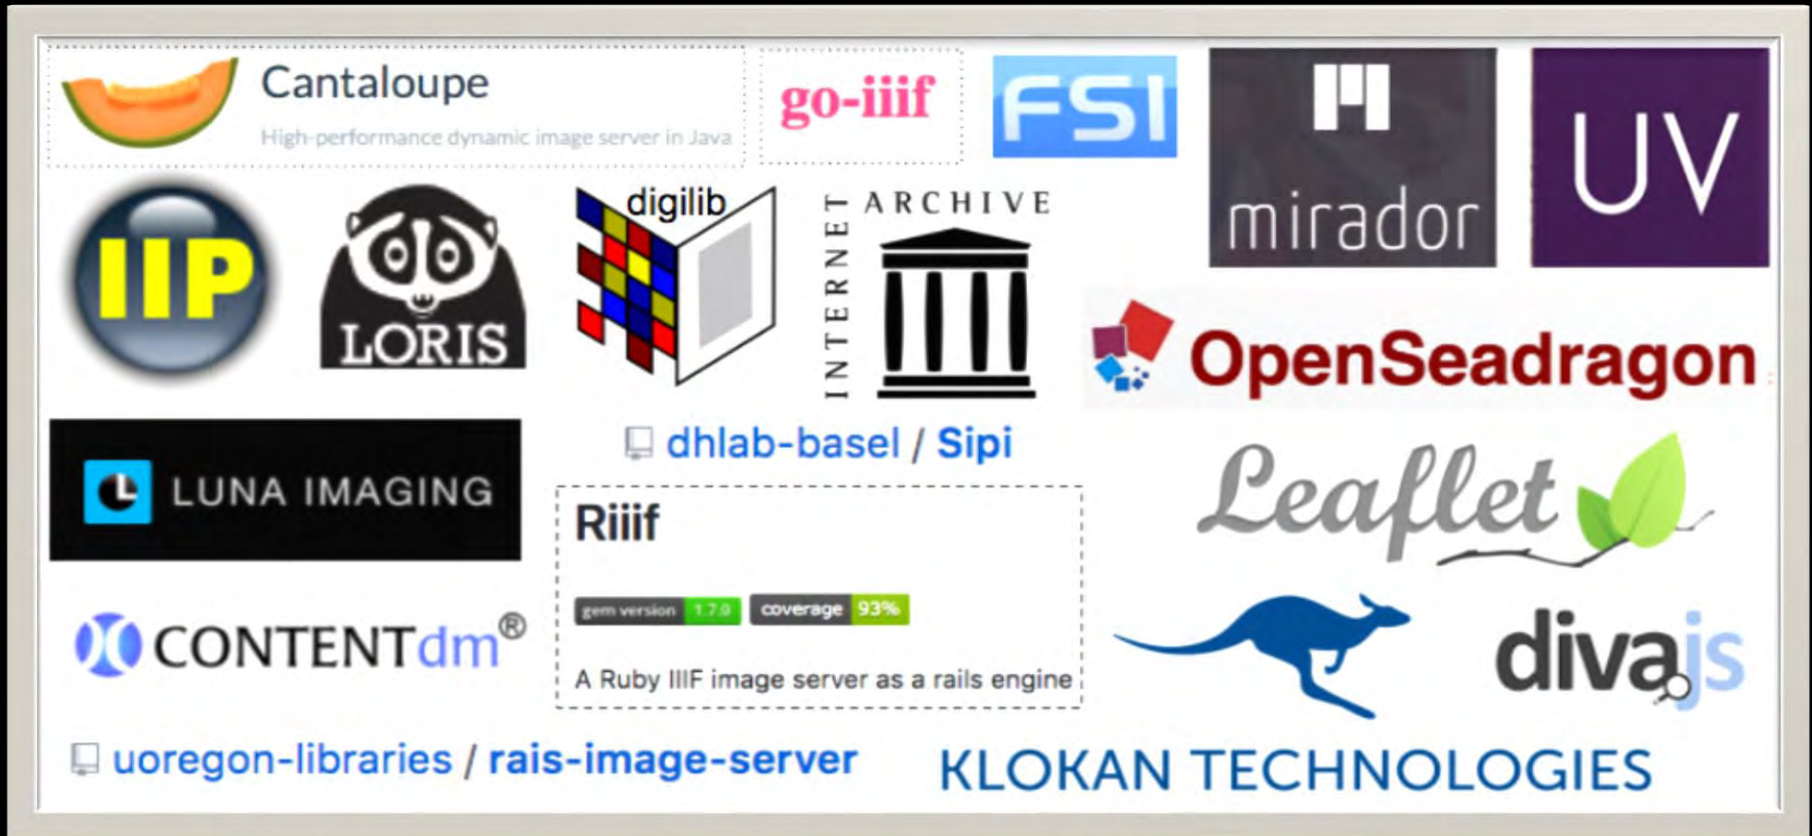 Cantaloupe
High-performance dynamic image server in Java
go-iiif
FSI
mirador
UV
IIP
LORIS
digilib
INTERNET
ARCHIVE
OpenSeadragon
LUNA IMAGING
dhlab-basel / Sipi
Leaflet
Riiif
gem version 1.7.0 coverage 93%
A Ruby IIIF image server as a rails engine
CONTENTdm®
divajs
uoregon-libraries / rais-image-server
KLOKAN TECHNOLOGIES